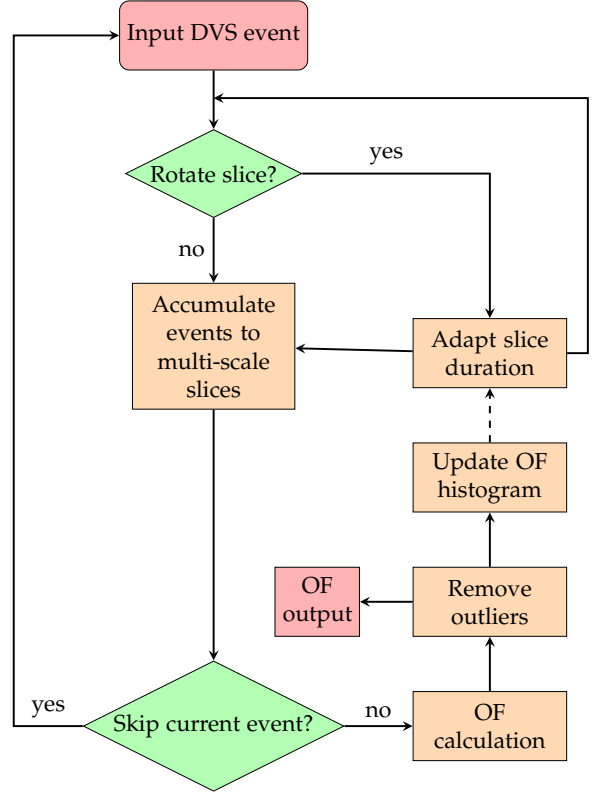 Input DVS event
yes
Rotate slice?
no
Accumulate
events to
multi-scale
slices
Adapt slice
duration
Update OF
histogram
OF
output
Remove
outliers
yes
Skip current event?
no
OF
calculation